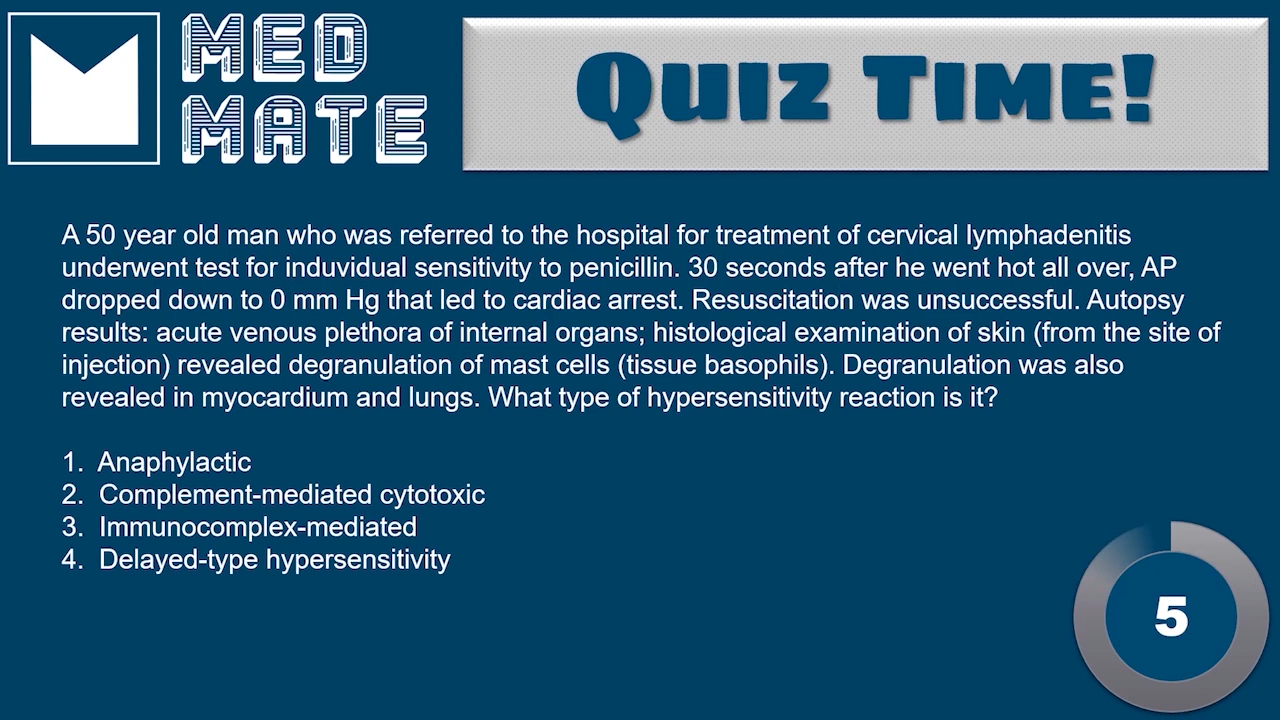 MED
MATE
Quiz Time!
A 50 year old man who was referred to the hospital for treatment of cervical lymphadenitis
underwent test for induvidual sensitivity to penicillin. 30 seconds after he went hot all over, AP
dropped down to 0 mm Hg that led to cardiac arrest. Resuscitation was unsuccessful. Autopsy
results: acute venous plethora of internal organs; histological examination of skin (from the site of
injection) revealed degranulation of mast cells (tissue basophils). Degranulation was also
revealed in myocardium and lungs. What type of hypersensitivity reaction is it?
1. Anaphylactic
2. Complement-mediated cytotoxic
3. Immunocomplex-mediated
4. Delayed-type hypersensitivity
5